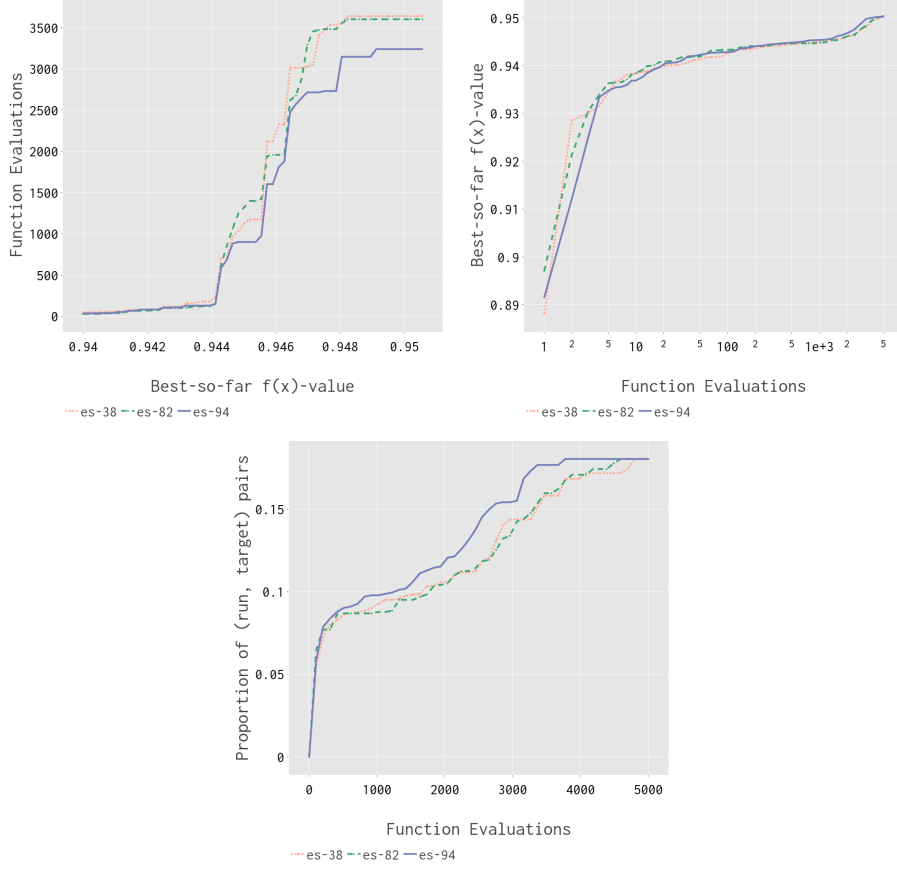 Function Evaluations
3500
3000
2500
2000
1500
1000
500
0
0.94 0.942 0.944 0.946 0.948 0.95
Best-so-far f(x)-value
es-38 es-82 es-94
Best-so-far f(x)-value
0.95
0.94
0.93
0.92
0.91
0.9
0.89
1 2 5 10 2 5 100 2 5 1e+3 2 5
Function Evaluations
es-38 es-82 es-94
Proportion of (run, target) pairs
0.15
0.1
0.05
0
0 1000 2000 3000 4000 5000
Function Evaluations
es-38 es-82 es-94